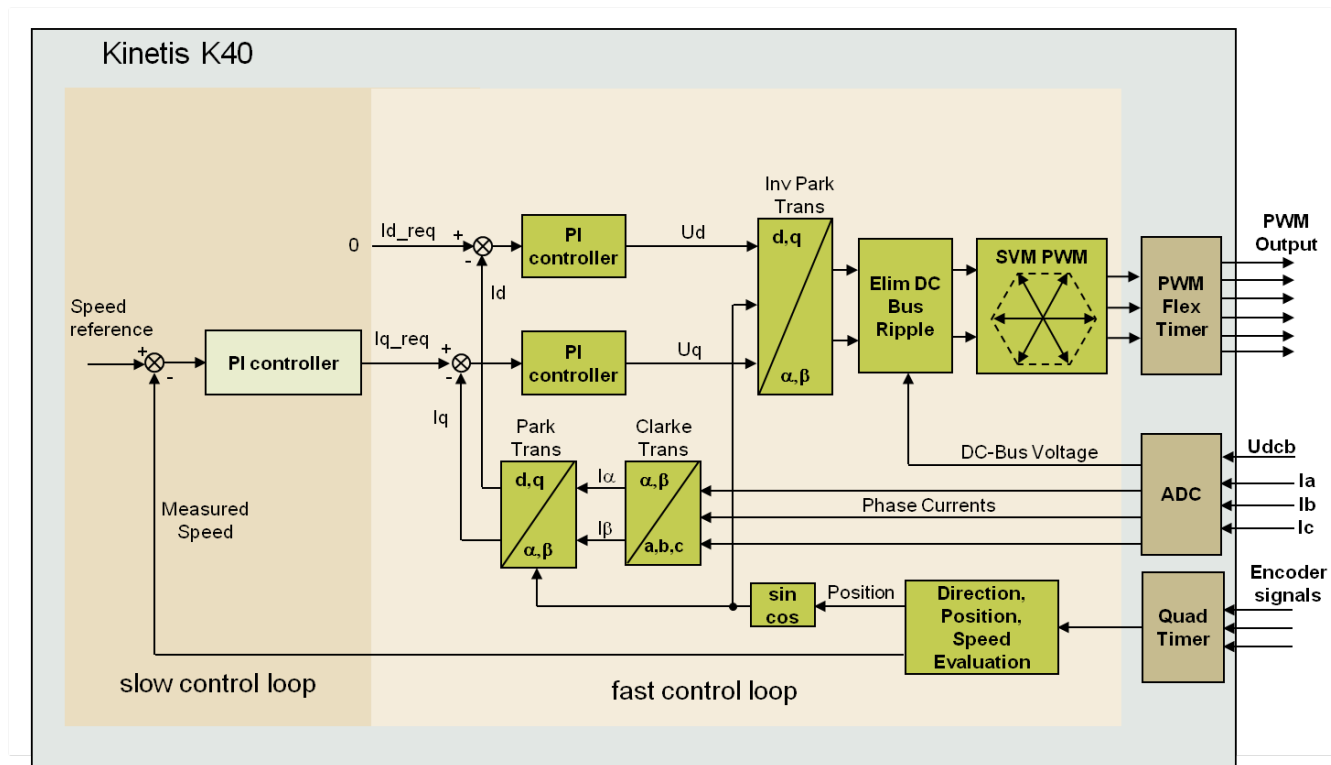 Kinetis K40
Inv Park
Trans
0
Id_req
+
-
PI
controller
Ud
d,q
α,β
Elim DC
Bus
Ripple
SVM PWM
PWM
Flex
Timer
PWM
Output
Id
Speed
reference
+
-
PI controller
Iq_req
+
-
PI
controller
Uq
Iq
Park
Trans
d,q
α,β
Clarke
Trans
α,β
a,b,c
Iα
Iβ
DC-Bus Voltage
Phase Currents
ADC
Udcb
Ia
Ib
Ic
Measured
Speed
sin
cos
Position
Direction,
Position,
Speed
Evaluation
Quad
Timer
Encoder
signals
slow control loop
fast control loop